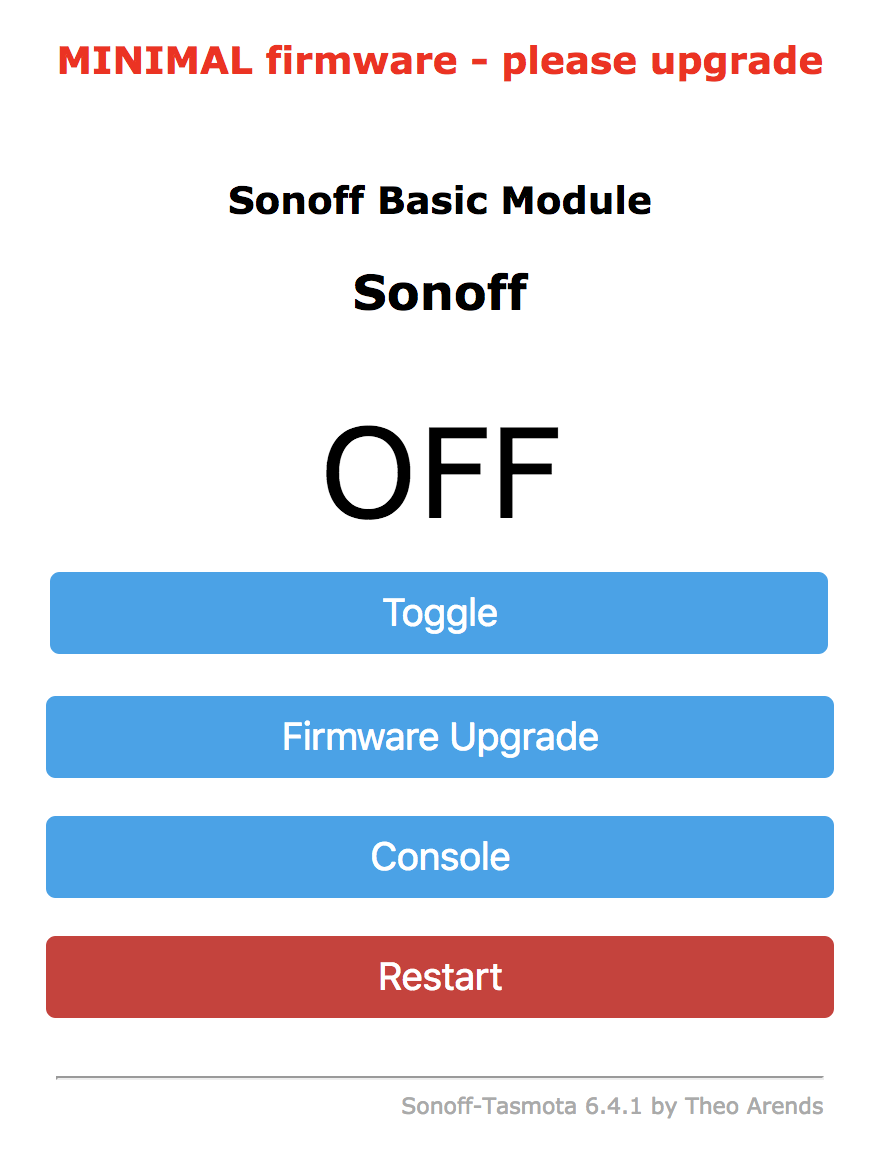 MINIMAL firmware - please upgrade
Sonoff Basic Module
Sonoff
OFF
Toggle
Firmware Upgrade
Console
Restart
Sonoff-Tasmota 6.4.1 by Theo Arends